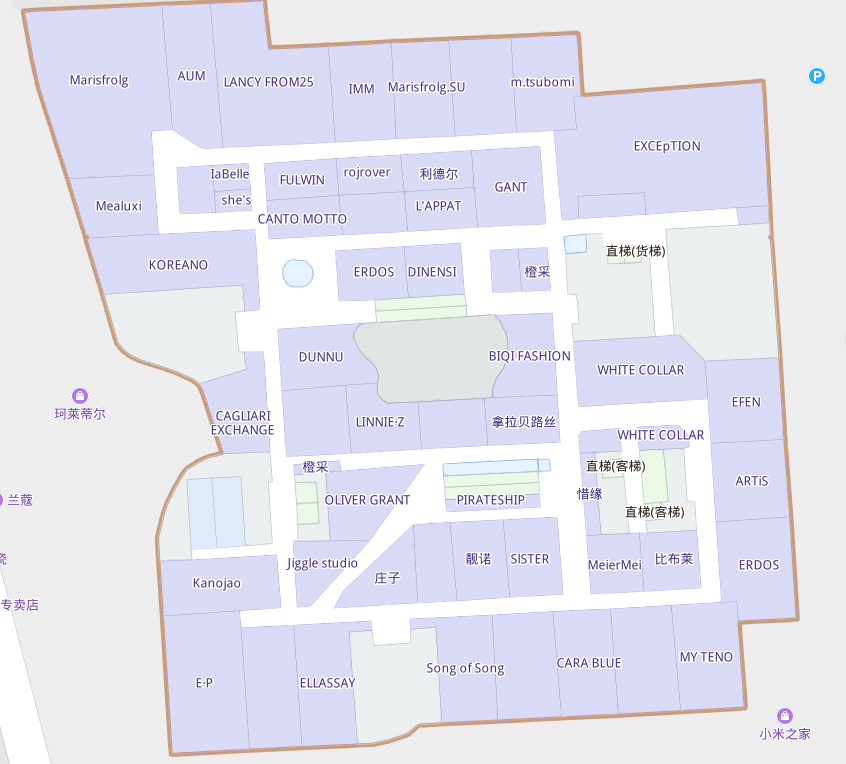 Marisfrolg
AUM
LANCY FROM25
IMM
Marisfrolg.SU
m.tsubomi
P
EXCEpTION
IaBelle
FULWIN
rojrover
利德尔
GANT
she's
Mealuxi
CANTO MOTTO
L'APPAT
直梯(货梯)
KOREANO
ERDOS
DINENSI
橙采
DUNNU
BIQI FASHION
WHITE COLLAR
珂莱蒂尔
CAGLIARI
EXCHANGE
LINNIE·Z
拿拉贝路丝
EFEN
WHITE COLLAR
橙采
直梯(客梯)
ARTiS
兰蔻
OLIVER GRANT
PIRATESHIP
惜缘
直梯(客梯)
瓷
Jiggle studio
靓诺
SISTER
MeierMei
比布莱
ERDOS
Kanojao
庄子
专卖店
E·P
ELLASSAY
Song of Song
CARA BLUE
MY TENO
小米之家